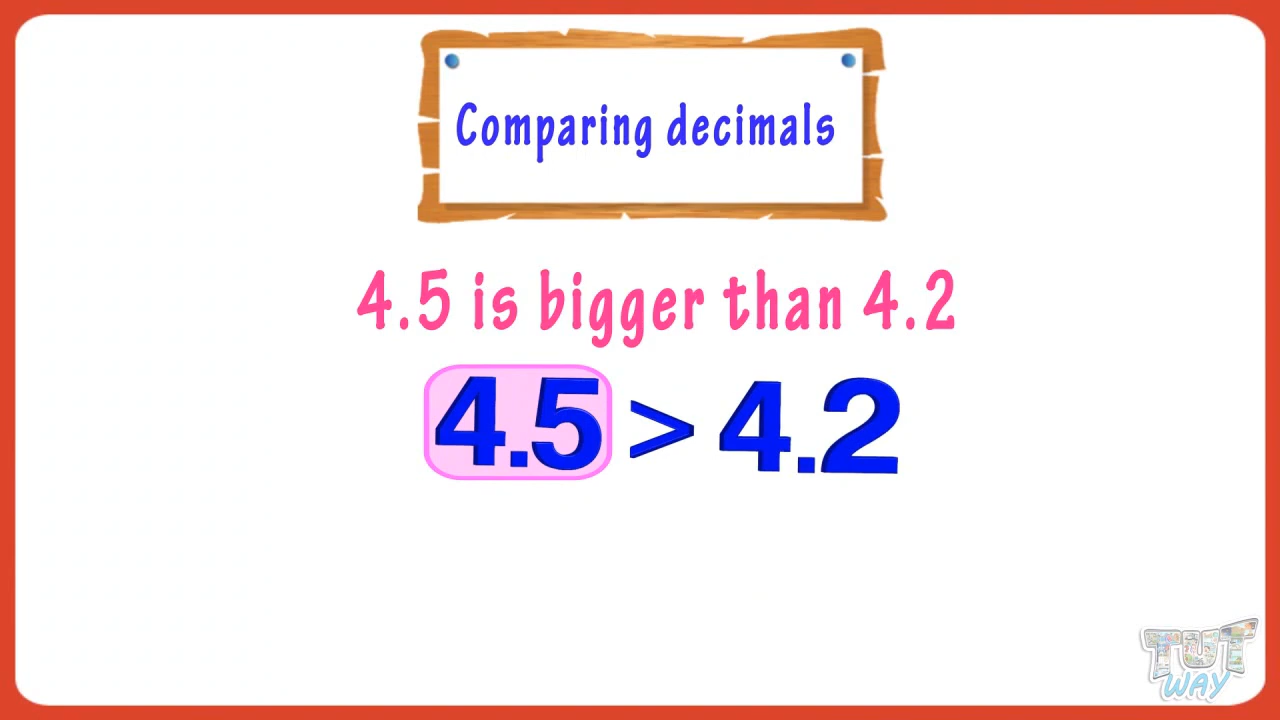 Comparing decimals
4.5 is bigger than 4.2
4.5 > 4.2
TUT
WAY